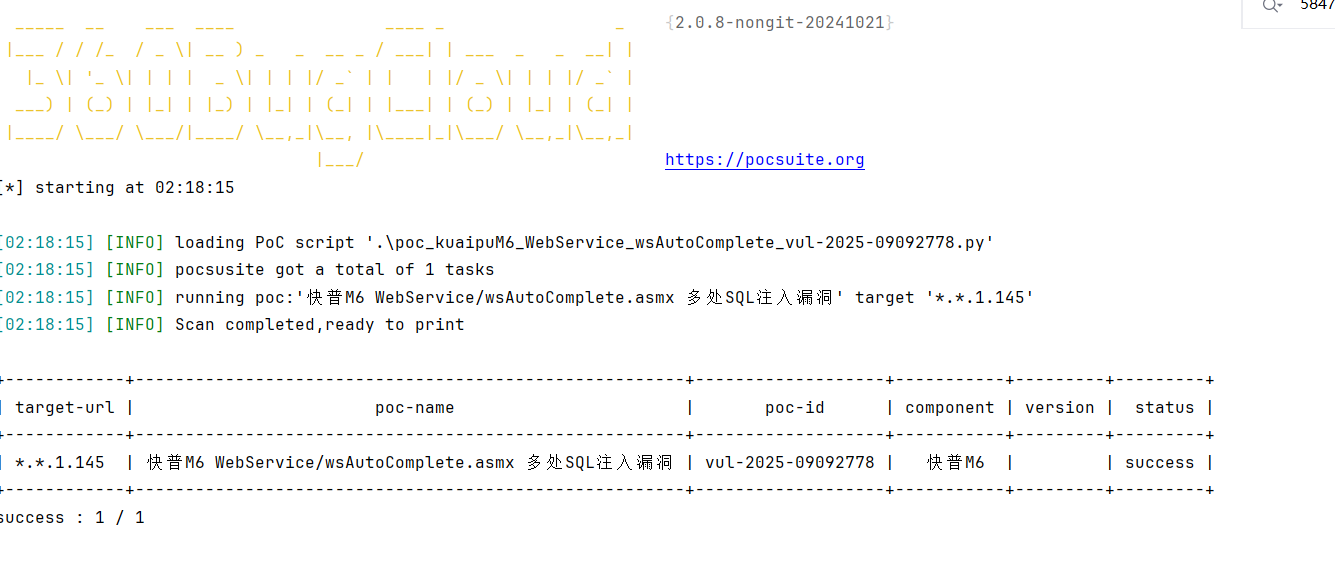 {2.0.8-nongit-20241021}
5847
https://pocsuite.org
[*] starting at 02:18:15
[02:18:15] [INFO] loading PoC script '.\poc_kuaipuM6_WebService_wsAutoComplete_vul-2025-09092778.py'
[02:18:15] [INFO] pocsusite got a total of 1 tasks
[02:18:15] [INFO] running poc:'快普M6 WebService/wsAutoComplete.asmx 多处SQL注入漏洞' target '*.*.1.145'
[02:18:15] [INFO] Scan completed,ready to print
+------------+-------------------------------------------------------+-------------------+-----------+---------+---------+
| target-url | poc-name | poc-id | component | version | status |
+------------+-------------------------------------------------------+-------------------+-----------+---------+---------+
| *.*.1.145 | 快普M6 WebService/wsAutoComplete.asmx 多处SQL注入漏洞 | vul-2025-09092778 | 快普M6 | | success |
+------------+-------------------------------------------------------+-------------------+-----------+---------+---------+
success : 1 / 1